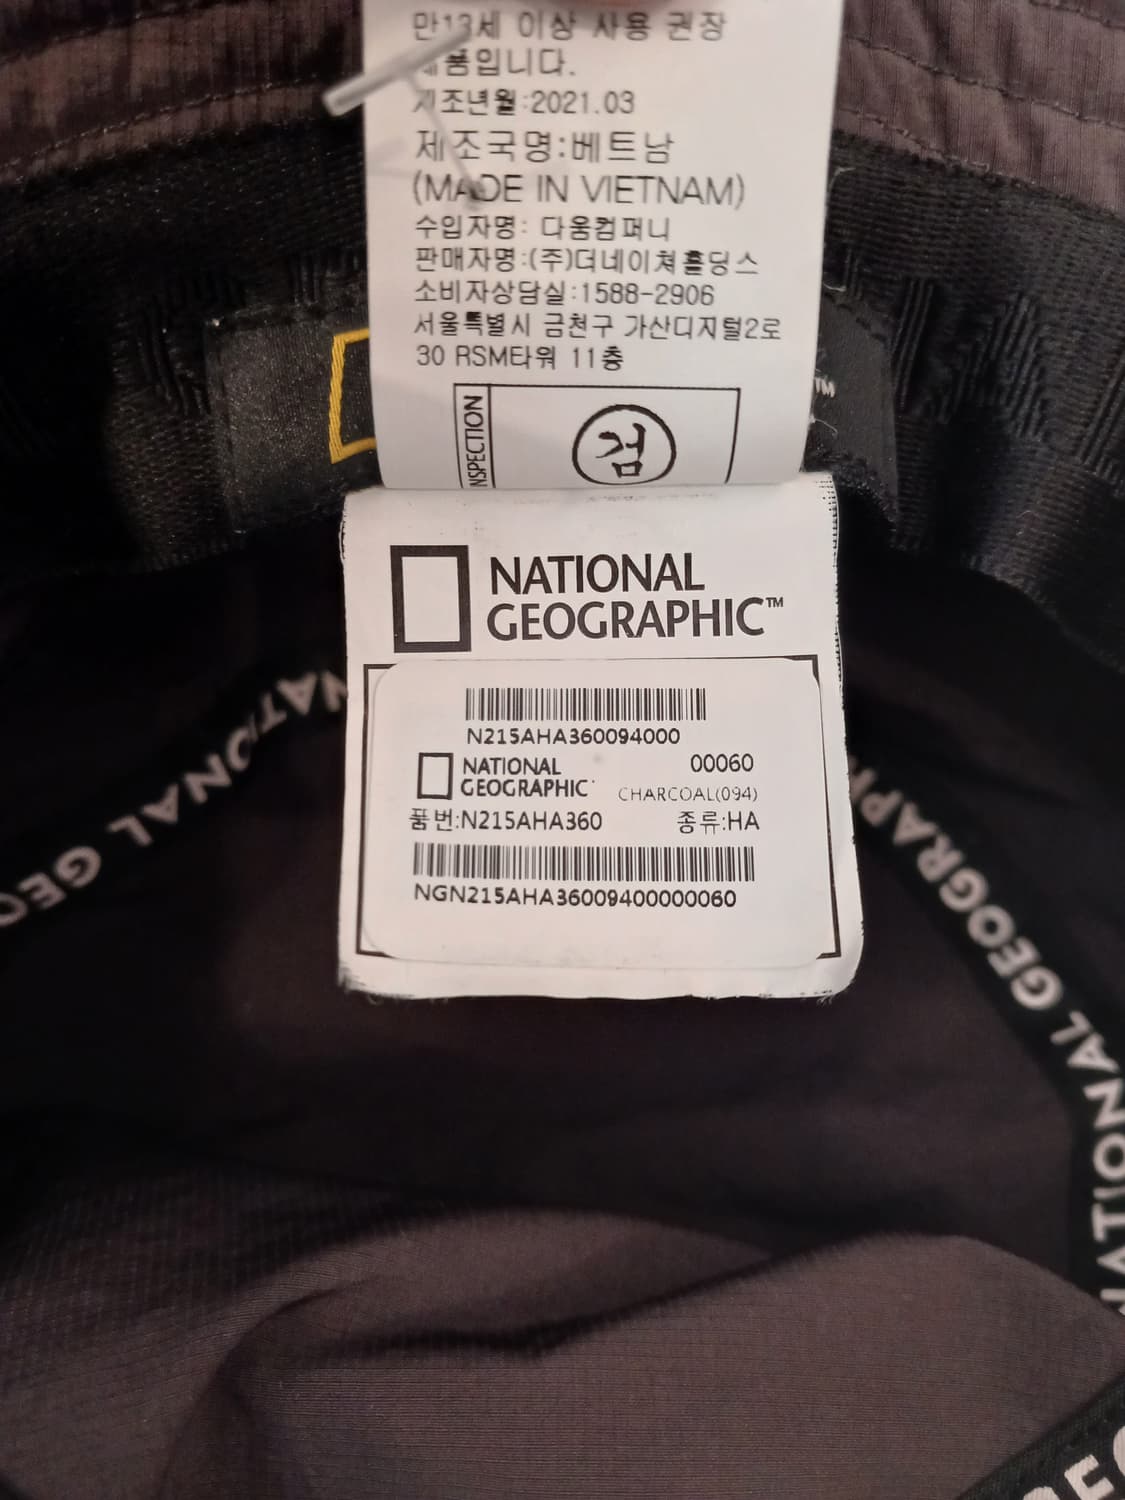 만13세 이상 사용 권장
제품입니다.
제조년월:2021.03
제조국명:베트남
(MADE IN VIETNAM)
수입자명: 다움컴퍼니
판매자명:(주)더네이쳐홀딩스
소비자상담실:1588-2906
서울특별시 금천구 가산디지털2로
30 RSM타워 11층
INSPECTION
검
TM
NATIONAL
GEOGRAPHIC™
N215AHA360094000
NATIONAL
GEOGRAPHIC
00060
CHARCOAL(094)
품번:N215AHA360
종류:HA
NGN215AHA36009400000060
NATIONAL GEO
NATIONAL GEOGRAPH